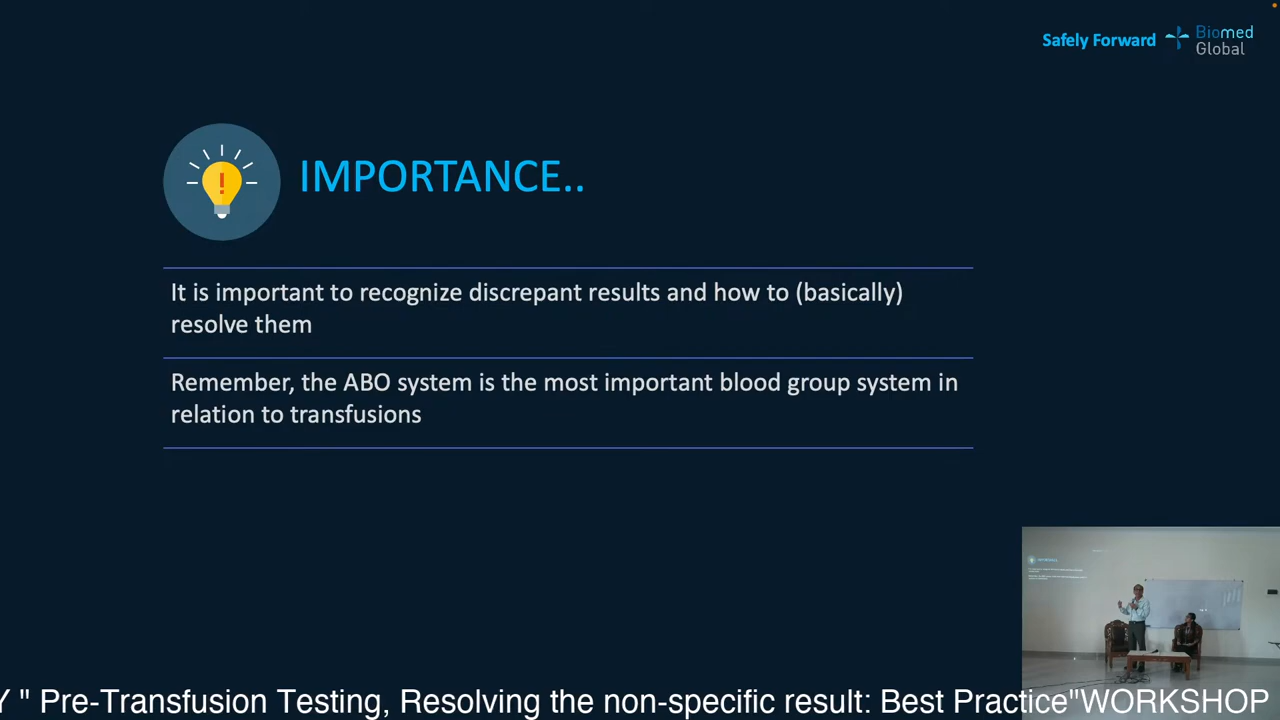 Safely Forward
Biomed
Global
IMPORTANCE..
It is important to recognize discrepant results and how to (basically)
resolve them
Remember, the ABO system is the most important blood group system in
relation to transfusions
Y " Pre-Transfusion Testing, Resolving the non-specific result: Best Practice"WORKSHOP